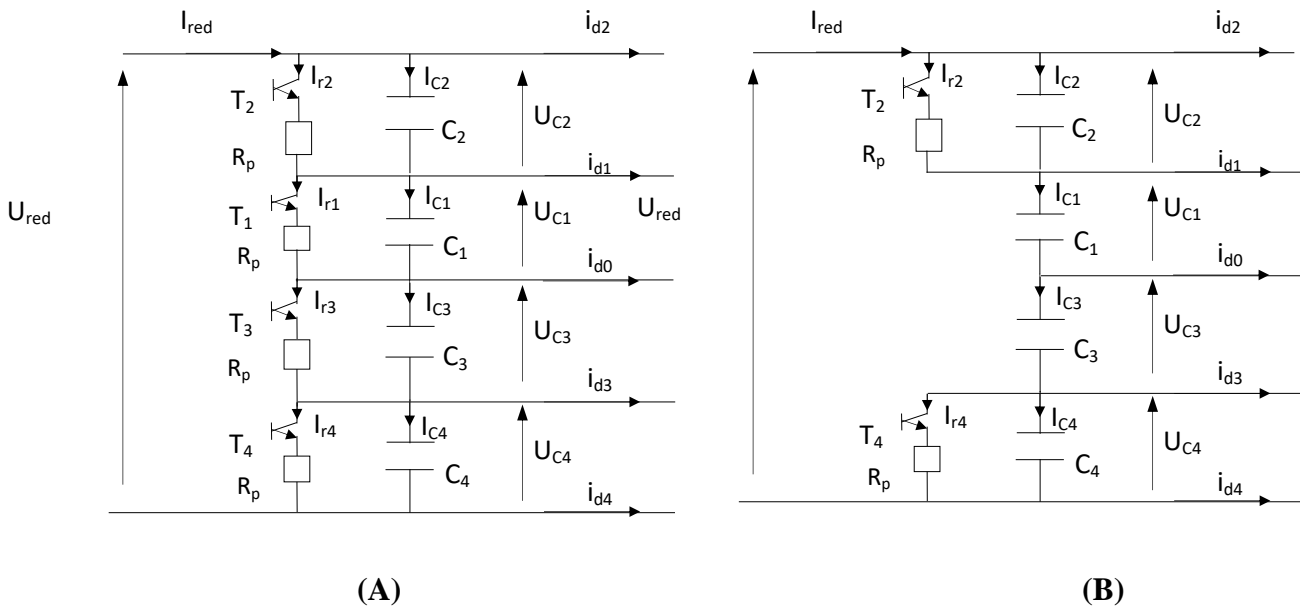 I_red
i_d2
I_r2
I_C2
T_2
U_C2
C_2
R_p
i_d1
I_r1
I_C1
U_red
T_1
U_C1
U_red
C_1
R_p
i_d0
I_r3
I_C3
T_3
U_C3
C_3
R_p
i_d3
I_r4
I_C4
T_4
U_C4
C_4
R_p
i_d4
(A)
I_red
i_d2
I_r2
I_C2
T_2
U_C2
C_2
R_p
i_d1
I_C1
U_C1
C_1
i_d0
I_C3
U_C3
C_3
i_d3
I_r4
I_C4
T_4
U_C4
C_4
R_p
i_d4
(B)